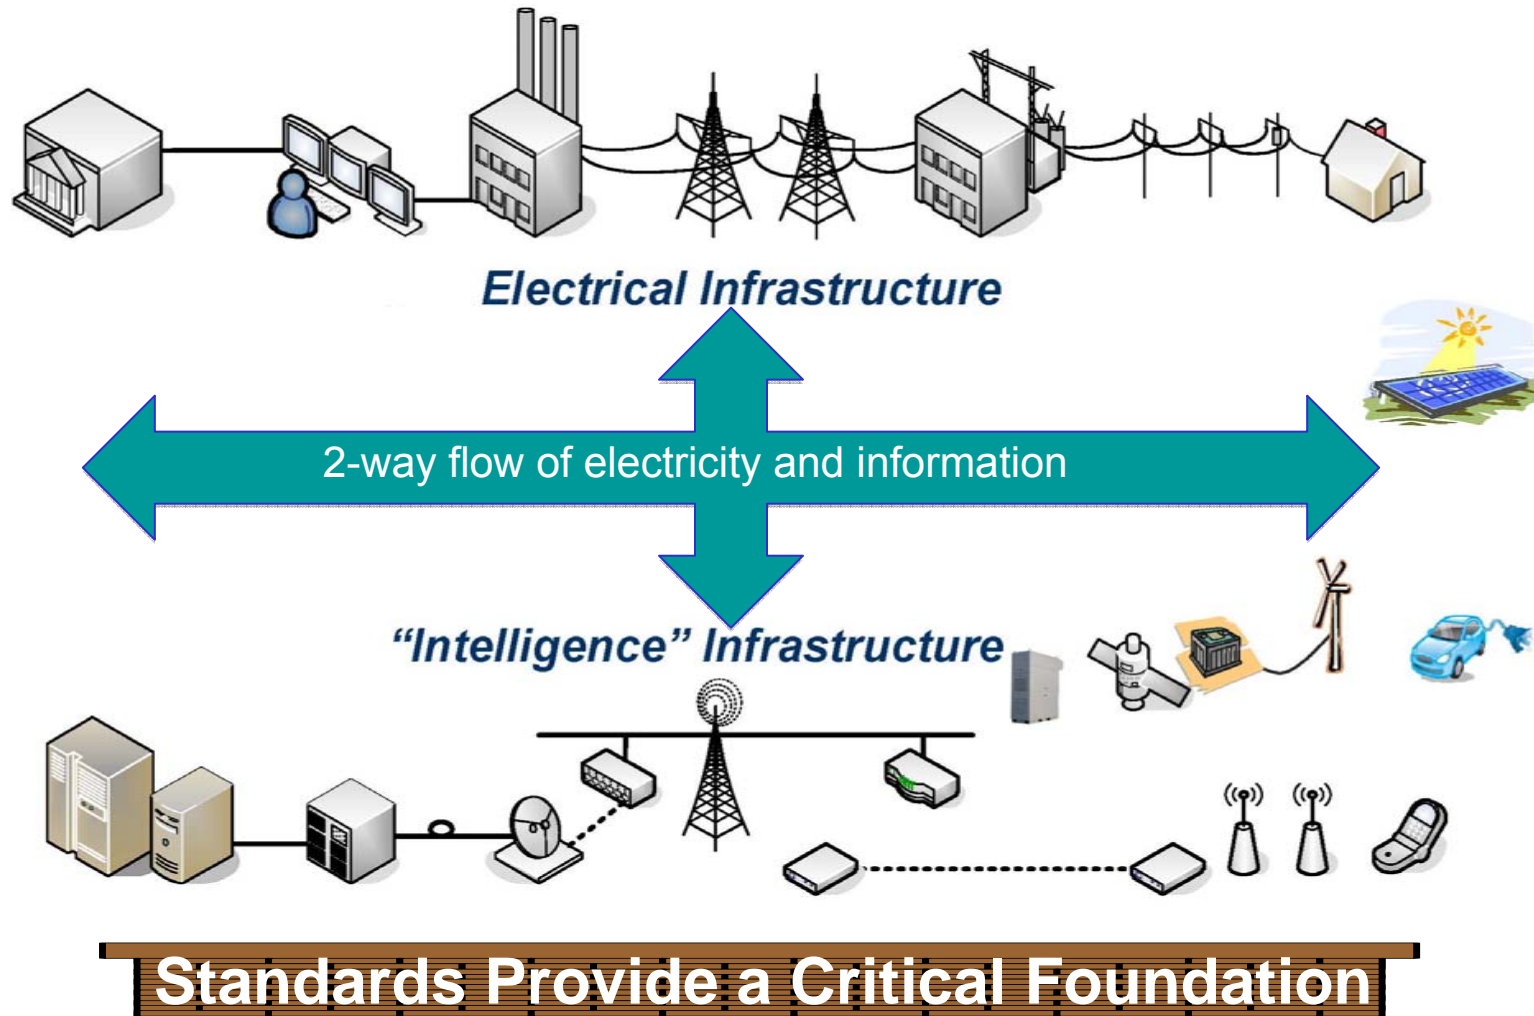 Electrical Infrastructure
2-way flow of electricity and information
“Intelligence” Infrastructure
Standards Provide a Critical Foundation